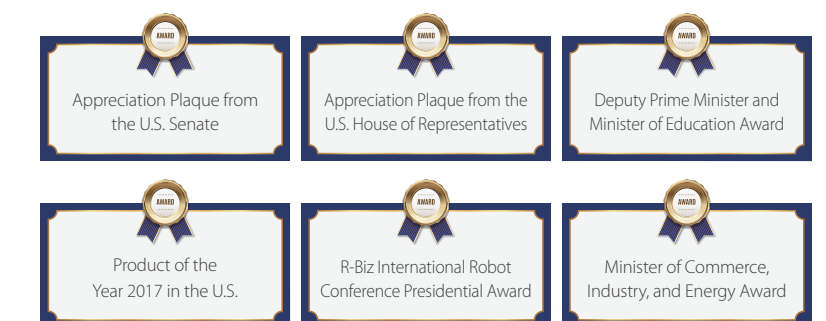 AWARD
Appreciation Plaque from
the U.S. Senate
AWARD
Appreciation Plaque from the
U.S. House of Representatives
AWARD
Deputy Prime Minister and
Minister of Education Award
AWARD
Product of the
Year 2017 in the U.S.
AWARD
R-Biz International Robot
Conference Presidential Award
AWARD
Minister of Commerce,
Industry, and Energy Award